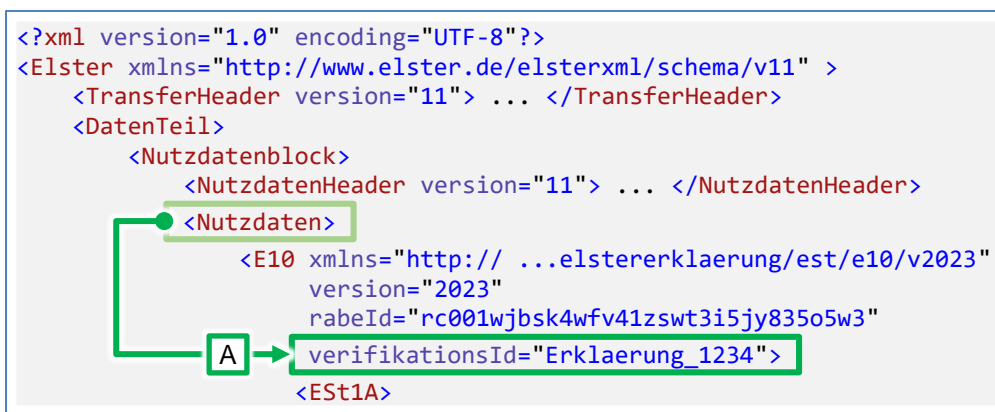 <?xml version="1.0" encoding="UTF-8"?>
<Elster xmlns="http://www.elster.de/elsterxml/schema/v11" >
<TransferHeader version="11"> ... </TransferHeader>
<DatenTeil>
<Nutzdatenblock>
<NutzdatenHeader version="11"> ... </NutzdatenHeader>
<Nutzdaten>
<E10 xmlns="http:// ...elstererklaerung/est/e10/v2023"
version="2023"
rabeId="rc001wjbsk4wfv41zswt3i5jy835o5w3"
A verifikationsId="Erklaerung_1234">
<ESt1A>